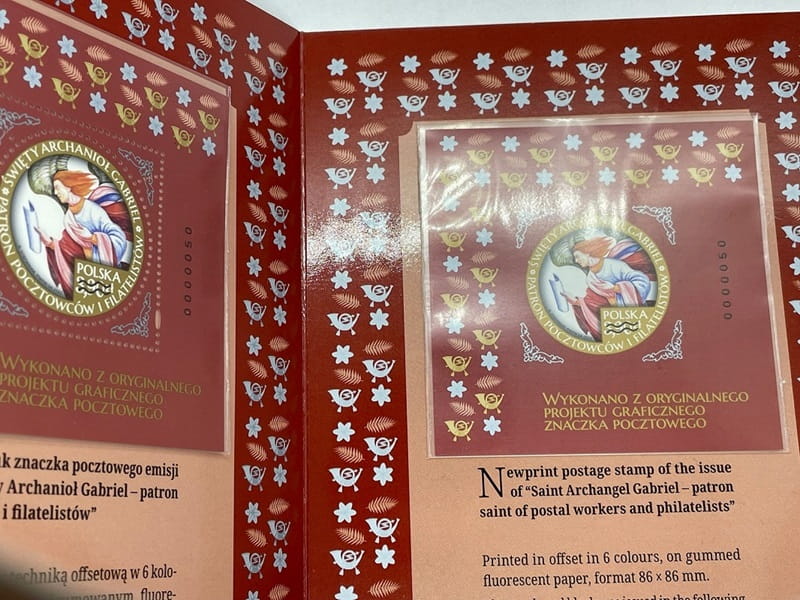 ŚWIĘTY ARCHANIOŁ GABRIEL
PATRON POCZTOWCÓW I FILATELISTÓW
POLSKA
0000050
WYKONANO Z ORYGINALNEGO
PROJEKTU GRAFICZNEGO
ZNACZKA POCZTOWEGO
uk znaczka pocztowego emisji
y Archanioł Gabriel – patron
i filatelistów”
techniką offsetową w 6 kolo-
fluore-
ŚWIĘTY ARCHANIOŁ GABRIEL
PATRON POCZTOWCÓW I FILATELISTÓW
POLSKA
0000050
WYKONANO Z ORYGINALNEGO
PROJEKTU GRAFICZNEGO
ZNACZKA POCZTOWEGO
Newprint postage stamp of the issue
of “Saint Archangel Gabriel – patron
saint of postal workers and philatelists”
Printed in offset in 6 colours, on gummed
fluorescent paper, format 86 × 86 mm.